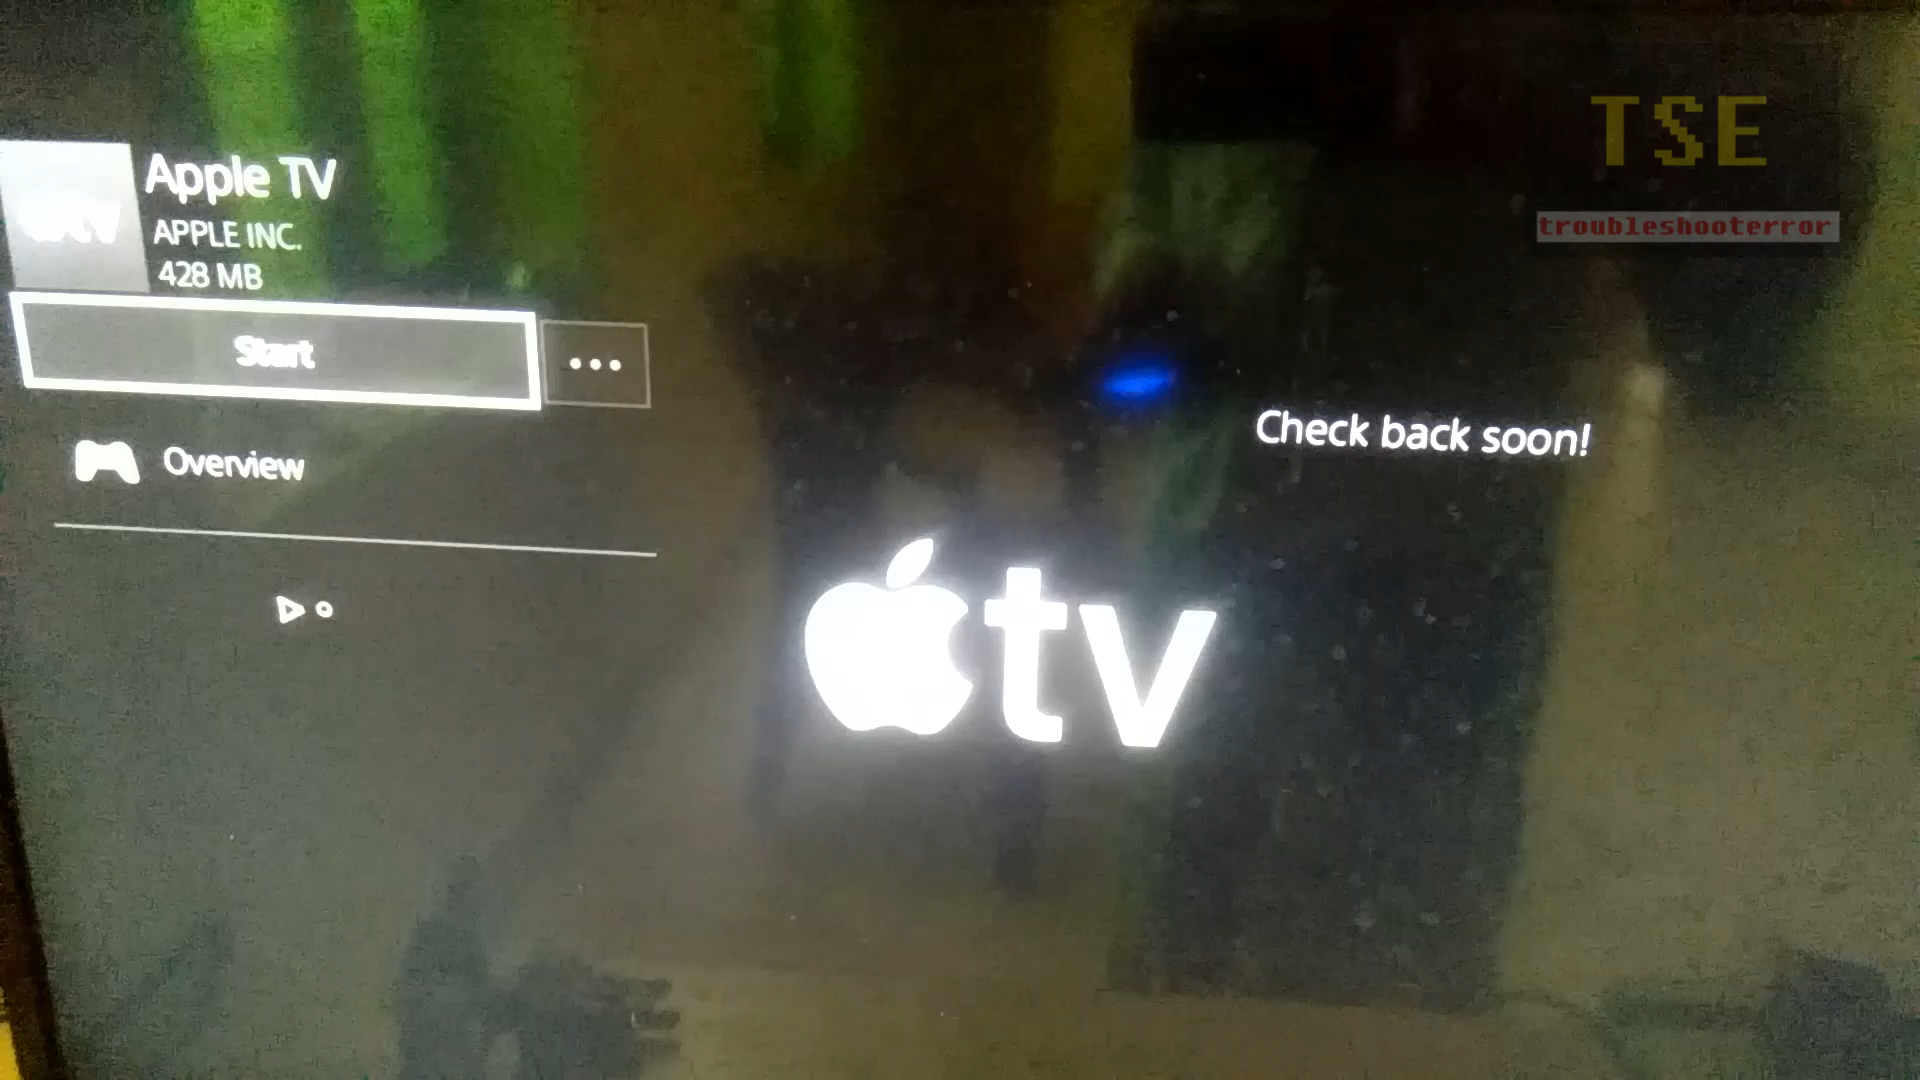 TSE
troubleshooterror
Apple TV
APPLE INC.
428 MB
Start
Overview
Check back soon!
tv